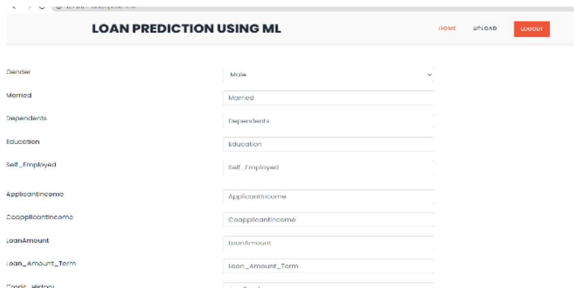 LOAN PREDICTION USING ML
HOME UPLOAD LOGOUT
Gender Male
Married Married
Dependents Dependents
Education Education
Self_Employed Self_Employed
ApplicantIncome ApplicantIncome
CoapplicantIncome CoapplicantIncome
LoanAmount LoanAmount
Loan_Amount_Term Loan_Amount_Term
Credit_History